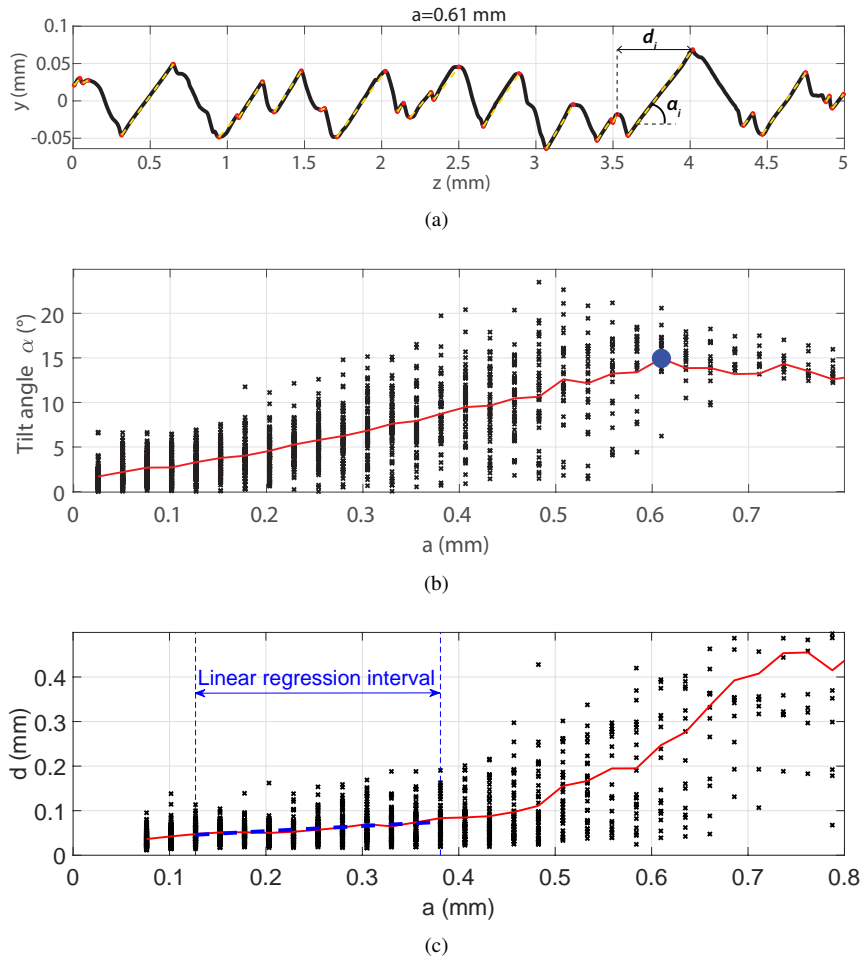 a=0.61 mm
0.1
0.05
0
-0.05
y (mm)
d_i
α_i
0 0.5 1 1.5 2 2.5 3 3.5 4 4.5 5
z (mm)
(a)
20
15
10
5
0
Tilt angle α (°)
0 0.1 0.2 0.3 0.4 0.5 0.6 0.7
a (mm)
(b)
Linear regression interval
0.4
0.3
0.2
0.1
0
d (mm)
0 0.1 0.2 0.3 0.4 0.5 0.6 0.7 0.8
a (mm)
(c)